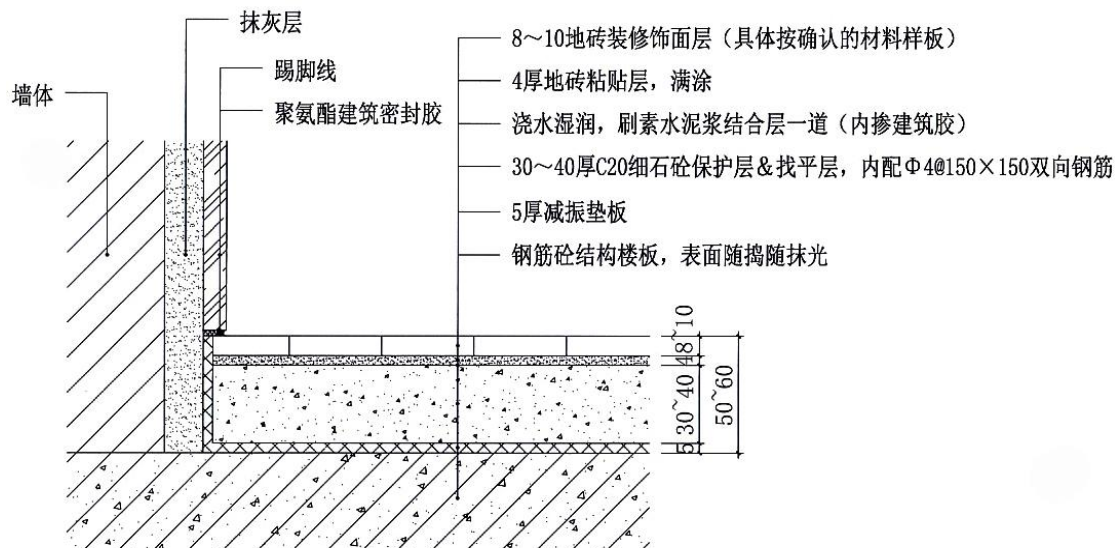 抹灰层
踢脚线
墙体
聚氨酯建筑密封胶
8～10地砖装修饰面层（具体按确认的材料样板）
4厚地砖粘贴层，满涂
浇水湿润，刷素水泥浆结合层一道（内掺建筑胶）
30～40厚C20细石砼保护层&找平层，内配Φ4@150×150双向钢筋
5厚减振垫板
钢筋砼结构楼板，表面随捣随抹光
8~10
4
30~40
5
50~60